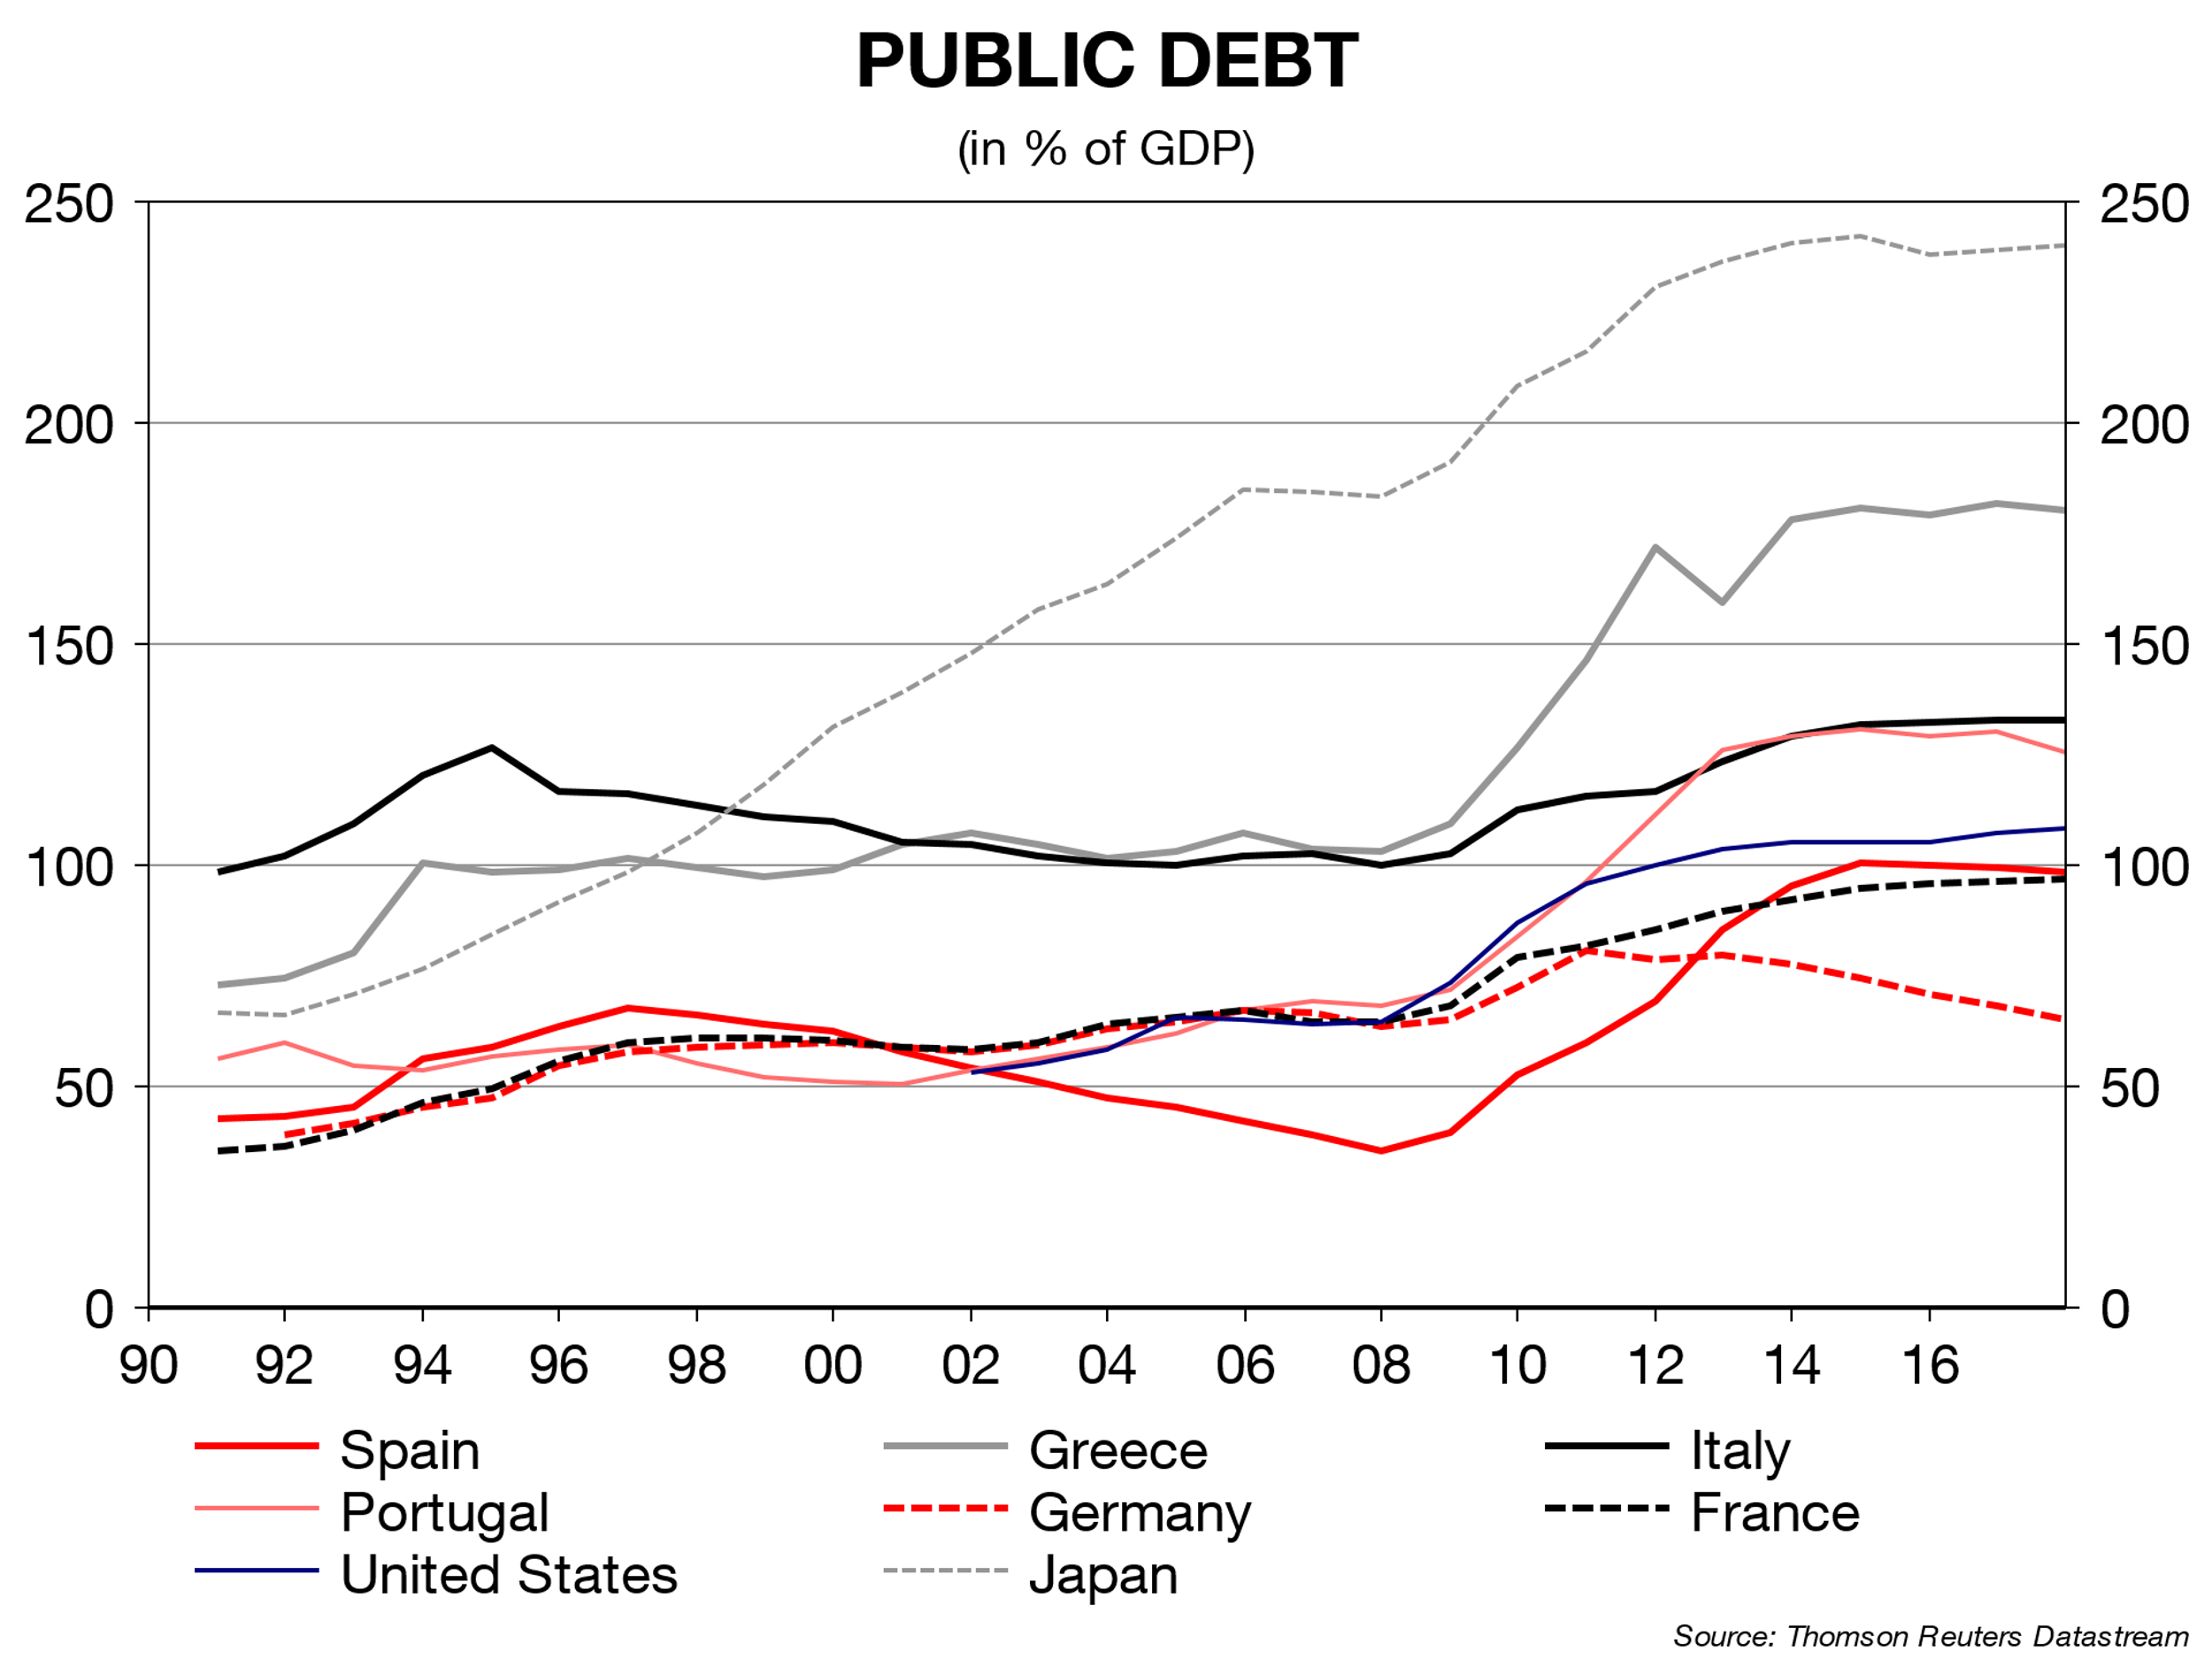 PUBLIC DEBT
(in % of GDP)
250 250
200 200
150 150
100 100
50 50
0 0
90 92 94 96 98 00 02 04 06 08 10 12 14 16
Spain Greece Italy
Portugal Germany France
United States Japan
Source: Thomson Reuters Datastream